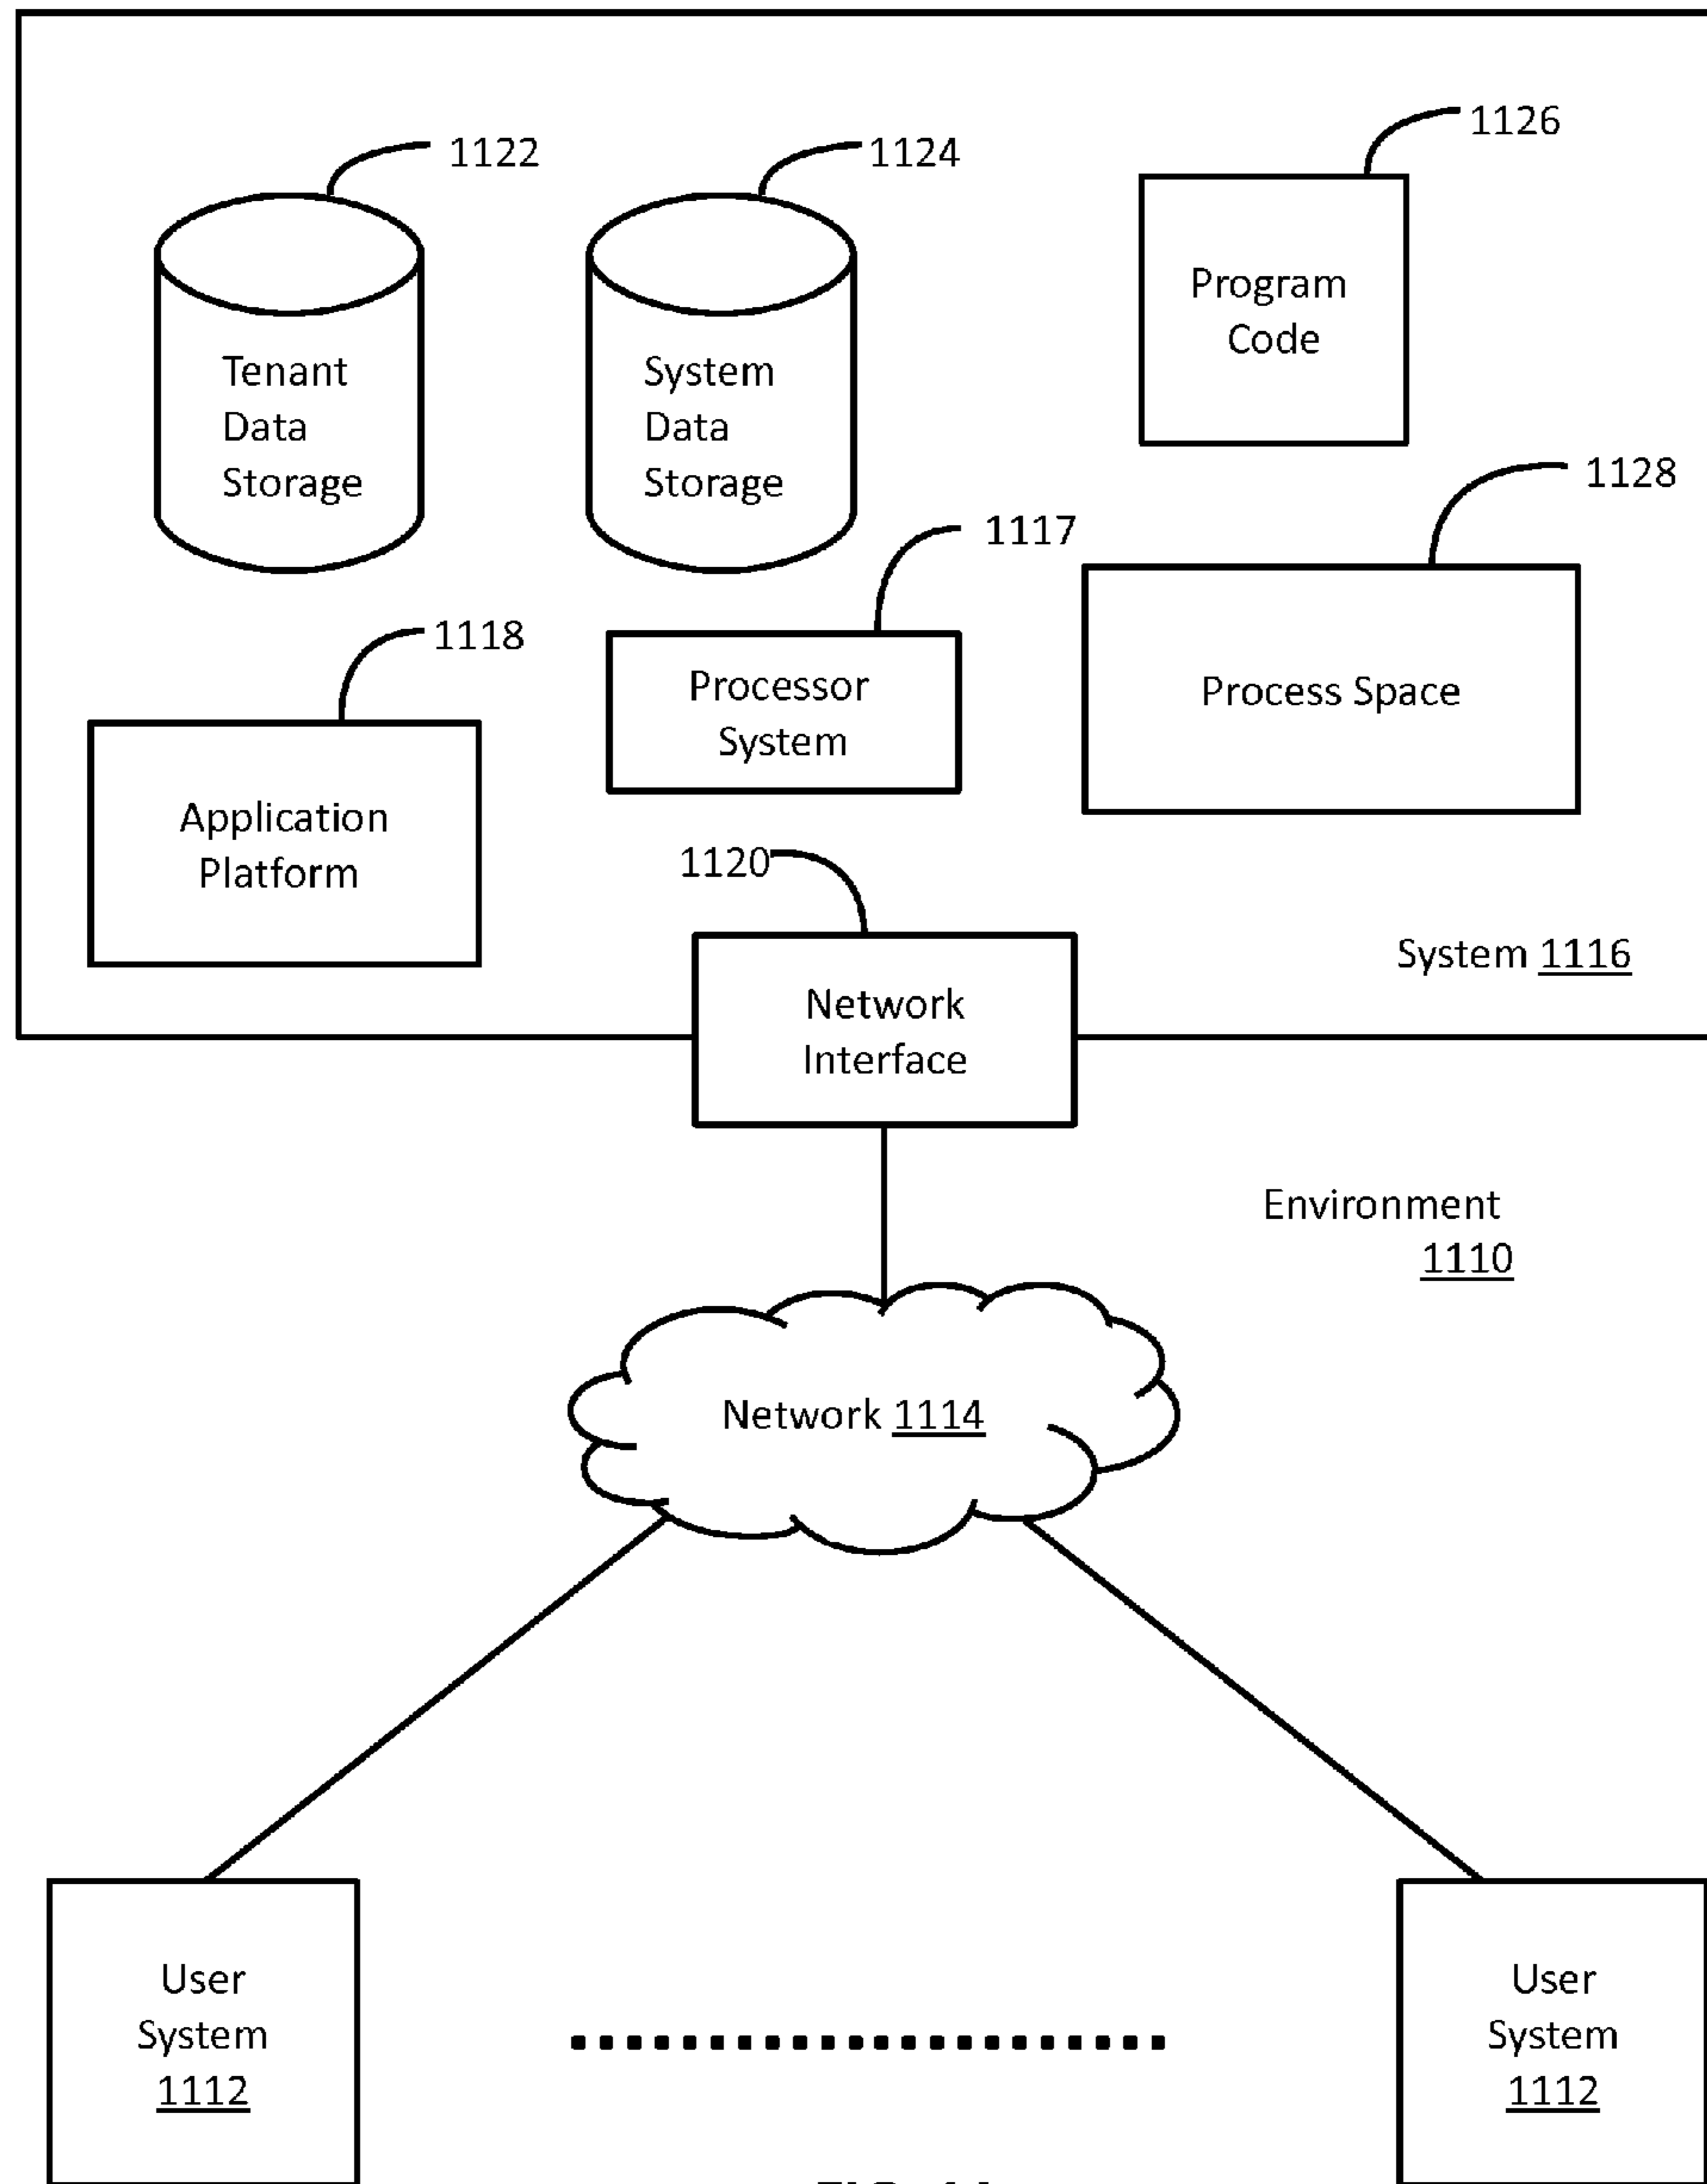 1122
1124
1126
Tenant
Data
Storage
System
Data
Storage
Program
Code
1128
1117
1118
Processor
System
Process Space
Application
Platform
1120
System 1116
Network
Interface
Environment
1110
Network 1114
User
System
1112
User
System
1112